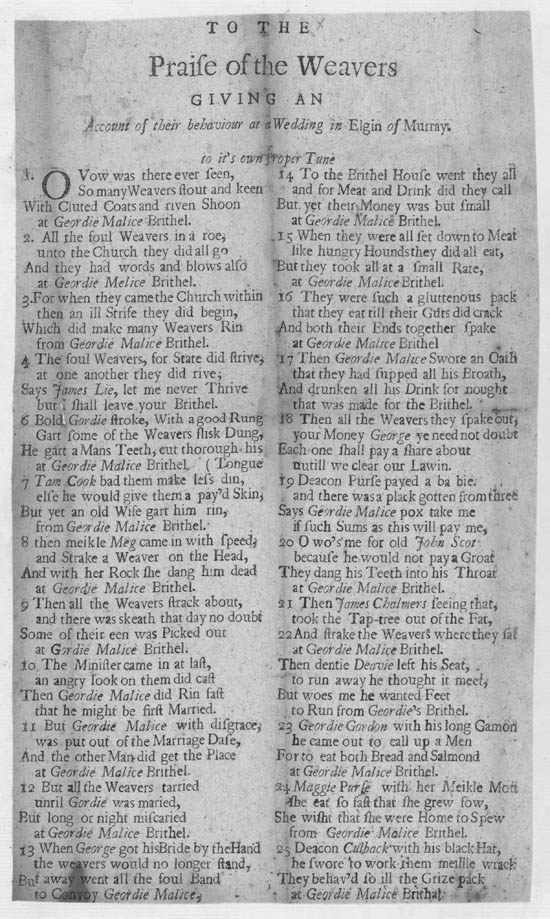 TO THE
Praiſe of the Weavers
GIVING AN
Account of their behaviour at a Wedding in Elgin of Murray.
to it's own proper Tune
1. O Vow was there ever ſeen,
So many Weavers ſtout and keen
With Cluted Coats and riven Shoon
at Geordie Malice Brithel.
2. All the foul Weavers in a roe,
unto the Church they did all go
And they had words and blows alſo
at Geordie Melice Brithel.
3. For when they came the Church within
then an ill Strife they did begin,
Which did make many Weavers Rin
from Geordie Malice Brithel.
4 The foul Weavers, for State did ſtrive,
at one another they did rive,
Says James Lie, let me never Thrive
but I ſhall leave your Brithel.
6 Bold Gordie ſtroke, With a good Rung
Gart ſome of the Weavers ſlisk Dung,
He gart a Mans Teeth, cut thorough his
at Geordie Malice Brithel. ( Tongue
7 Tam Cook bad them make leſs din,
elſe he would give them a pay'd Skin,
But yet an old Wife gart him rin,
from Geordie Malice Brithel.
8 then meikle Meg came in with ſpeed,
and Strake a Weaver on the Head,
And with her Rock ſhe dang him dead
at Geordie Malice Brithel.
9 Then all the Weavers ſtrack about,
and there was skeath that day no doubt
Some of their een was Picked out
at Gordie Malice Brithel.
10 The Miniſter came in at laſt,
an angry look on them did caſt
Then Geordie Malice did Rin faſt
that he might be firſt Married.
11 But Geordie Malice with diſgrace,
was put out of the Marriage Daſe,
And the other Man did get the Place
at Geordie Malice Brithel.
12 But all the Weavers tarried
until Gordie was maried,
But long or night miſcaried
at Geordie Malice Brithel.
13 When George got his Bride by the Hand
the weavers would no longer ſtand,
But away went all the foul Band
to Convoy Geordie Malice,
14 To the Brithel Houſe went they all
and for Meat and Drink did they call
But yet their Money was but ſmall
at Geordie Malice Brithel.
15 When they were all ſet down to Meat
like hungry Hounds they did all eat,
But they took all at a ſmall Rate,
at Geordie Malice Brithel.
16 They were ſuch a gluttenous pack
that they eat till their Guts did crack
And both their Ends together ſpake
at Geordie Malice Brithel
17 Then Geordie Malice Swore an Oath
that they had ſupped all his Broath,
And drunken all his Drink for nought
that was made for the Brithel.
18 Then all the Weavers they ſpake out,
your Money George ye need not doubt
Each one ſhall pay a ſhare about
untill we clear our Lawin.
19 Deacon Purſe payed a ba bie.
and there was a plack gotten from three
Says Geordie Malice pox take me
if ſuch Sums as this will pay me,
20 O wo's me for old John Scot
becauſe he would not pay a Groat
They dang his Teeth into his Throat
at Geordie Malice Brithel.
21 Then James Chalmers ſeeing that,
took the Tap-tree out of the Fat,
22 And ſtrake the Weavers where they ſat
at Geordie Malice Brithel.
Then dentie Deavie left his Seat,
to run away he thought it meet,
But woes me he wanted Feet
to Run from Geordie's Brithel.
23 Geordie Gordon with his long Gamon
he came out to call up a Men
For to eat both Bread and Salmond
at Geordie Malice Brithel.
24 Maggie Purſe with her Meikle Mou
ſhe eat ſo faſt that ſhe grew fow,
She wiſht that ſhe were Home to Spew
from Geordie Malice Brithel.
25 Deacon Culback with his black Hat,
he ſwore to work them meikle wrack
They behav'd ſo ill the Grize pack
at Geordie Malice Brithal.